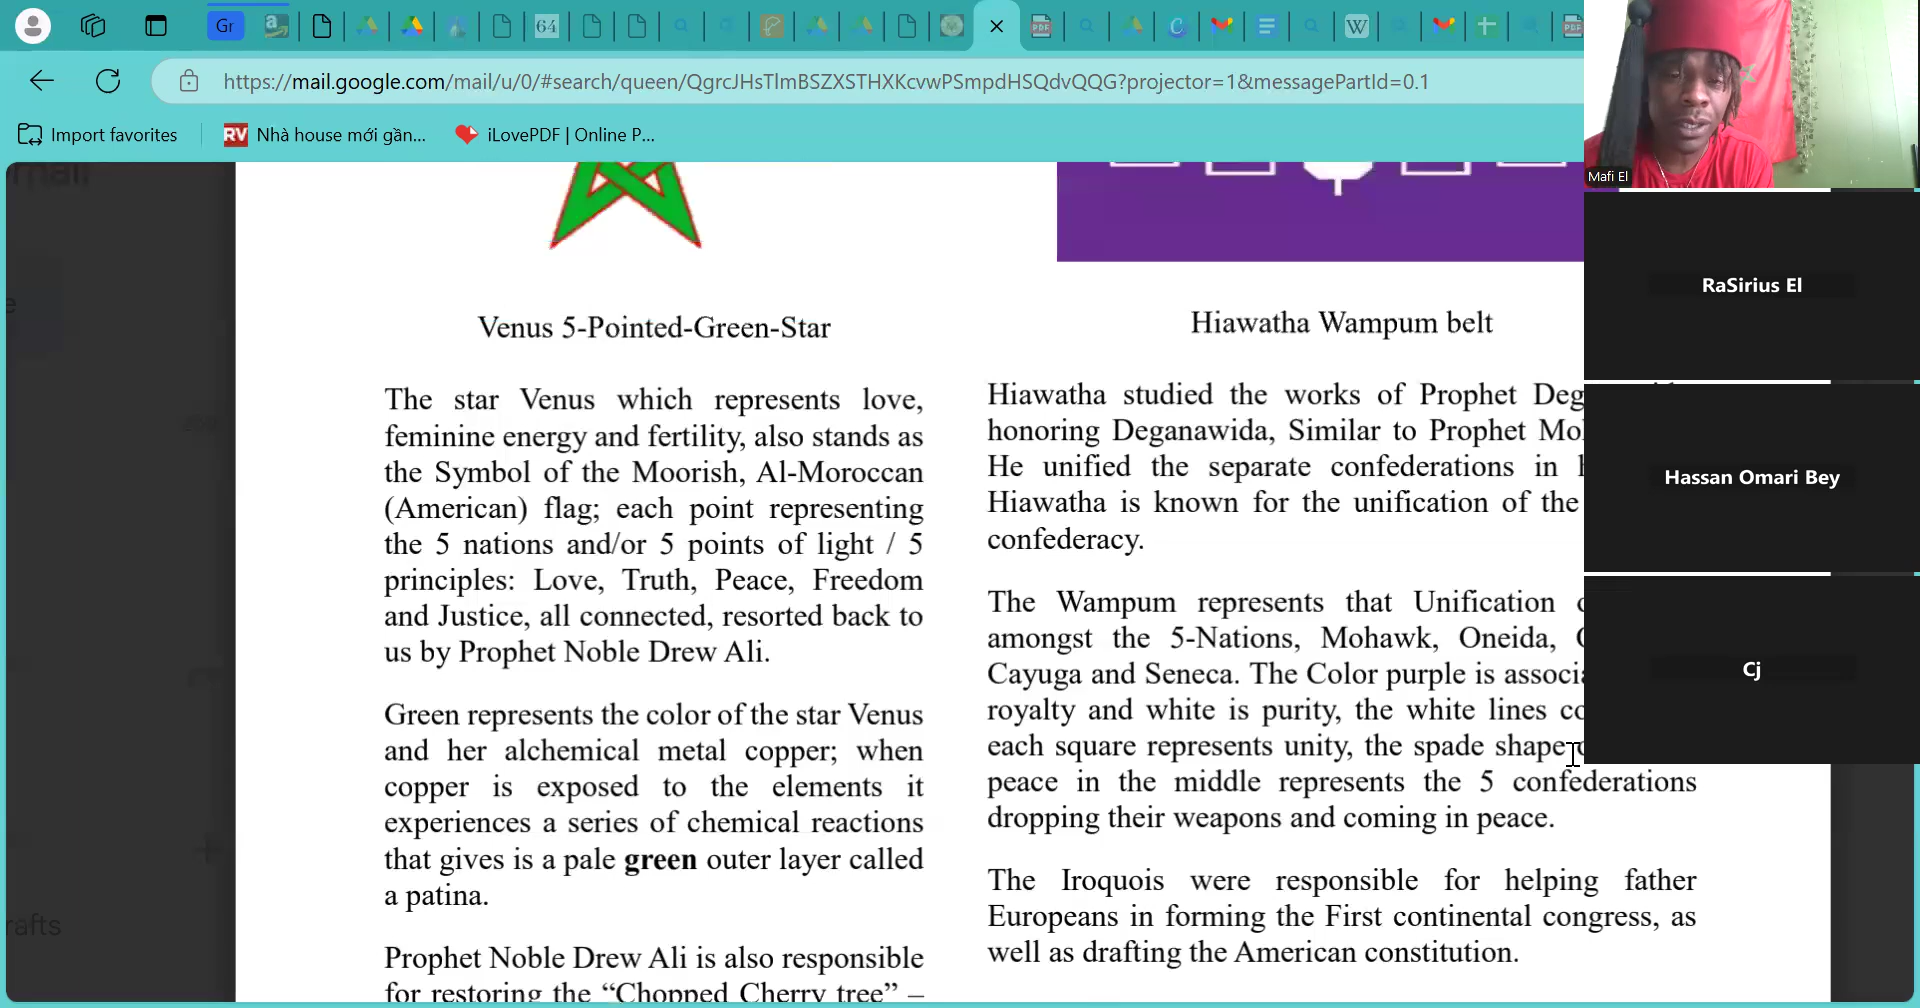 Gr
64
https://mail.google.com/mail/u/0/#search/queen/QgrcJHsTlmBSZXSTHXKcvwPSmpdHSQdvQQG?projector=1&messagePartId=0.1
Import favorites
RV Nhà house mới gần...
iLovePDF | Online P...
Mafi El
RaSirius El
Hassan Omari Bey
Cj
Venus 5-Pointed-Green-Star
The star Venus which represents love,
feminine energy and fertility, also stands as
the Symbol of the Moorish, Al-Moroccan
(American) flag; each point representing
the 5 nations and/or 5 points of light / 5
principles: Love, Truth, Peace, Freedom
and Justice, all connected, resorted back to
us by Prophet Noble Drew Ali.
Green represents the color of the star Venus
and her alchemical metal copper; when
copper is exposed to the elements it
experiences a series of chemical reactions
that gives is a pale green outer layer called
a patina.
Prophet Noble Drew Ali is also responsible
for restoring the “Chopped Cherry tree” –
Hiawatha Wampum belt
Hiawatha studied the works of Prophet Deg
honoring Deganawida, Similar to Prophet Mo
He unified the separate confederations in
Hiawatha is known for the unification of the
confederacy.
The Wampum represents that Unification
amongst the 5-Nations, Mohawk, Oneida,
Cayuga and Seneca. The Color purple is associa
royalty and white is purity, the white lines co
each square represents unity, the spade shape
peace in the middle represents the 5 confederations
dropping their weapons and coming in peace.
The Iroquois were responsible for helping father
Europeans in forming the First continental congress, as
well as drafting the American constitution.
rafts